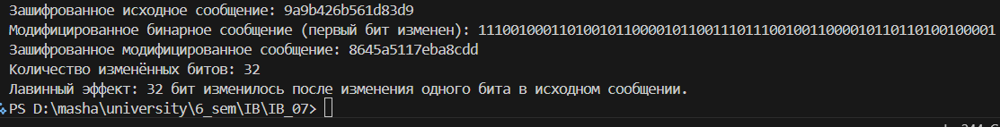 Зашифрованное исходное сообщение: 9a9b426b561d83d9
Модифицированное бинарное сообщение (первый бит изменен): 1110010001101001011000010110011101110010011000010110110100100001
Зашифрованное модифицированное сообщение: 8645a5117eba8cdd
Количество изменённых битов: 32
Лавинный эффект: 32 бит изменилось после изменения одного бита в исходном сообщении.
PS D:\masha\university\6_sem\IB\IB_07>